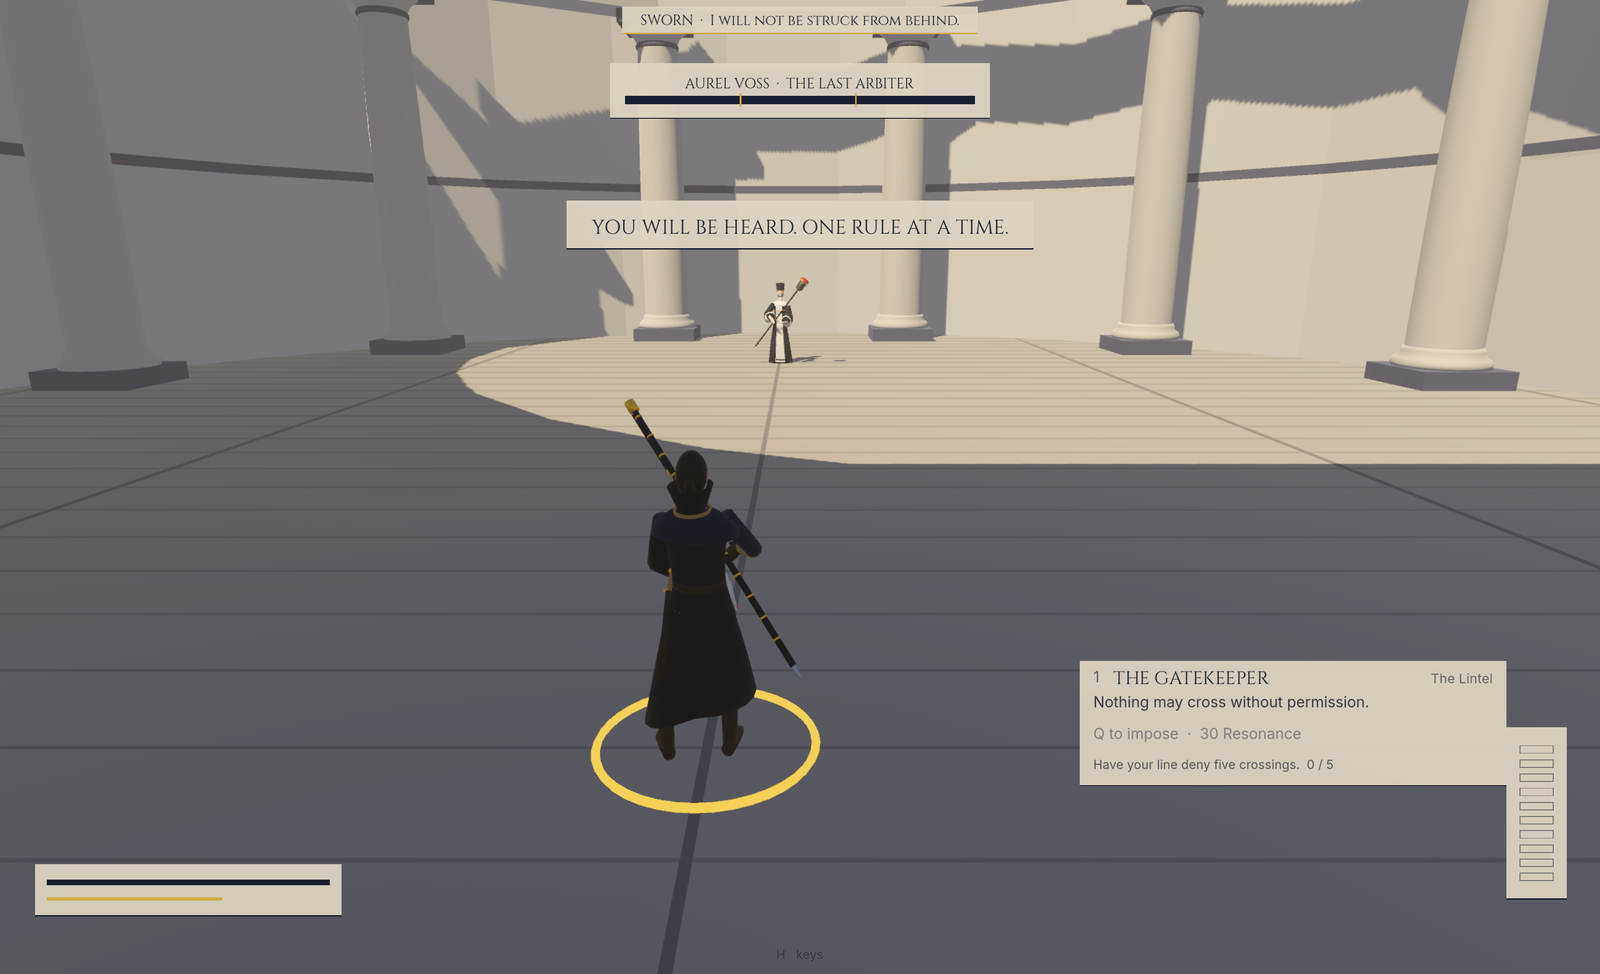 SWORN · I WILL NOT BE STRUCK FROM BEHIND.
AUREL VOSS · THE LAST ARBITER
YOU WILL BE HEARD. ONE RULE AT A TIME.
1 THE GATEKEEPER The Lintel
Nothing may cross without permission.
Q to impose · 30 Resonance
Have your line deny five crossings. 0 / 5
H keys